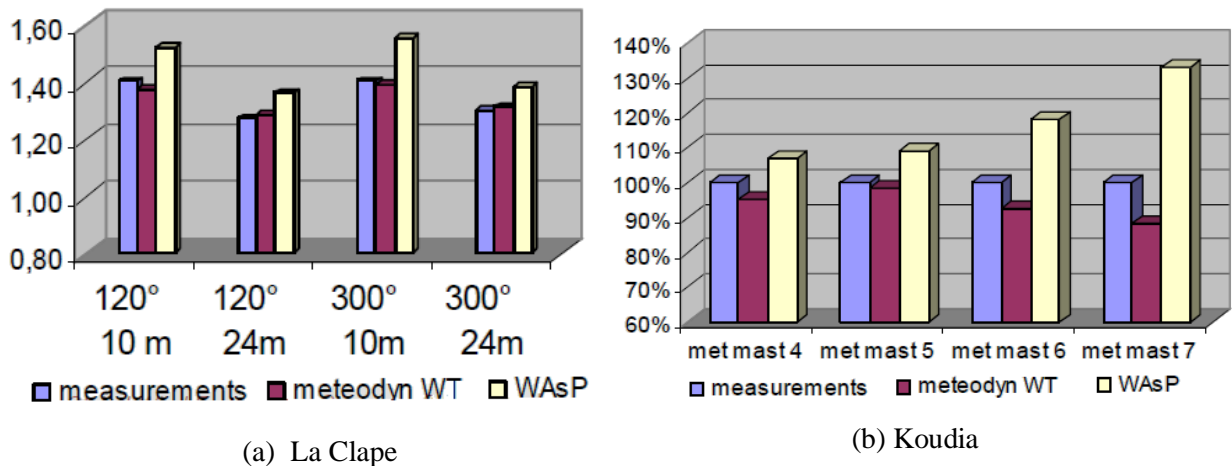 1,60
1,40
1,20
1,00
0,80
120° 120° 300° 300°
10 m 24m 10m 24m
measurements meteodyn WT WAsP
(a) La Clape
140%
130%
120%
110%
100%
90%
80%
70%
60%
met mast 4 met mast 5 met mast 6 met mast 7
measurements meteodyn WT WAsP
(b) Koudia